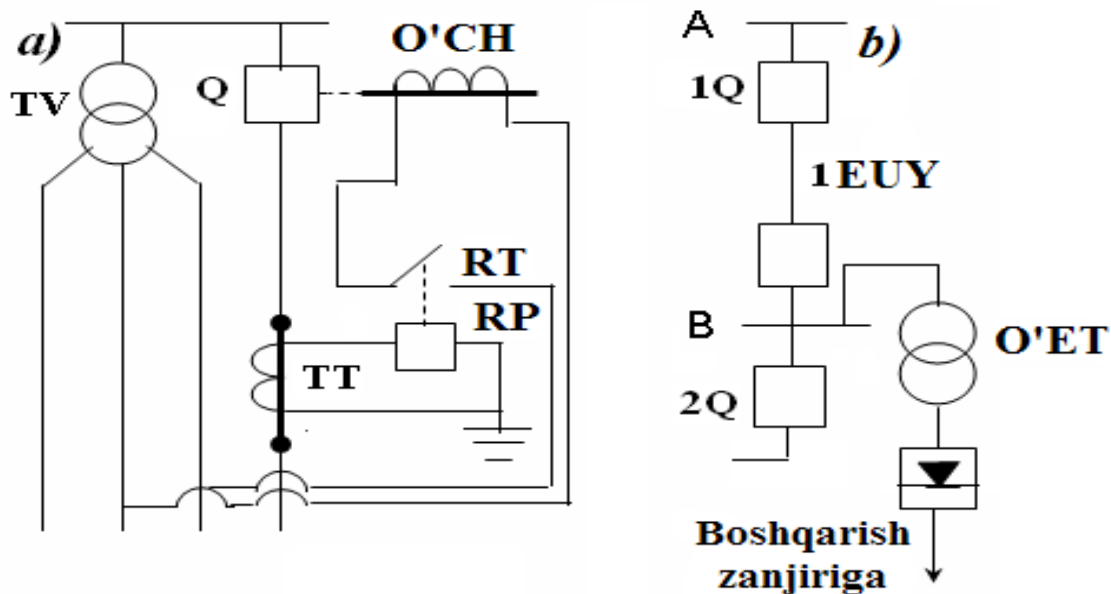 a)
O'CH
Q
TV
RT
RP
TT
A
b)
1Q
1EUY
B
O'ET
2Q
Boshqarish
zanjiriga